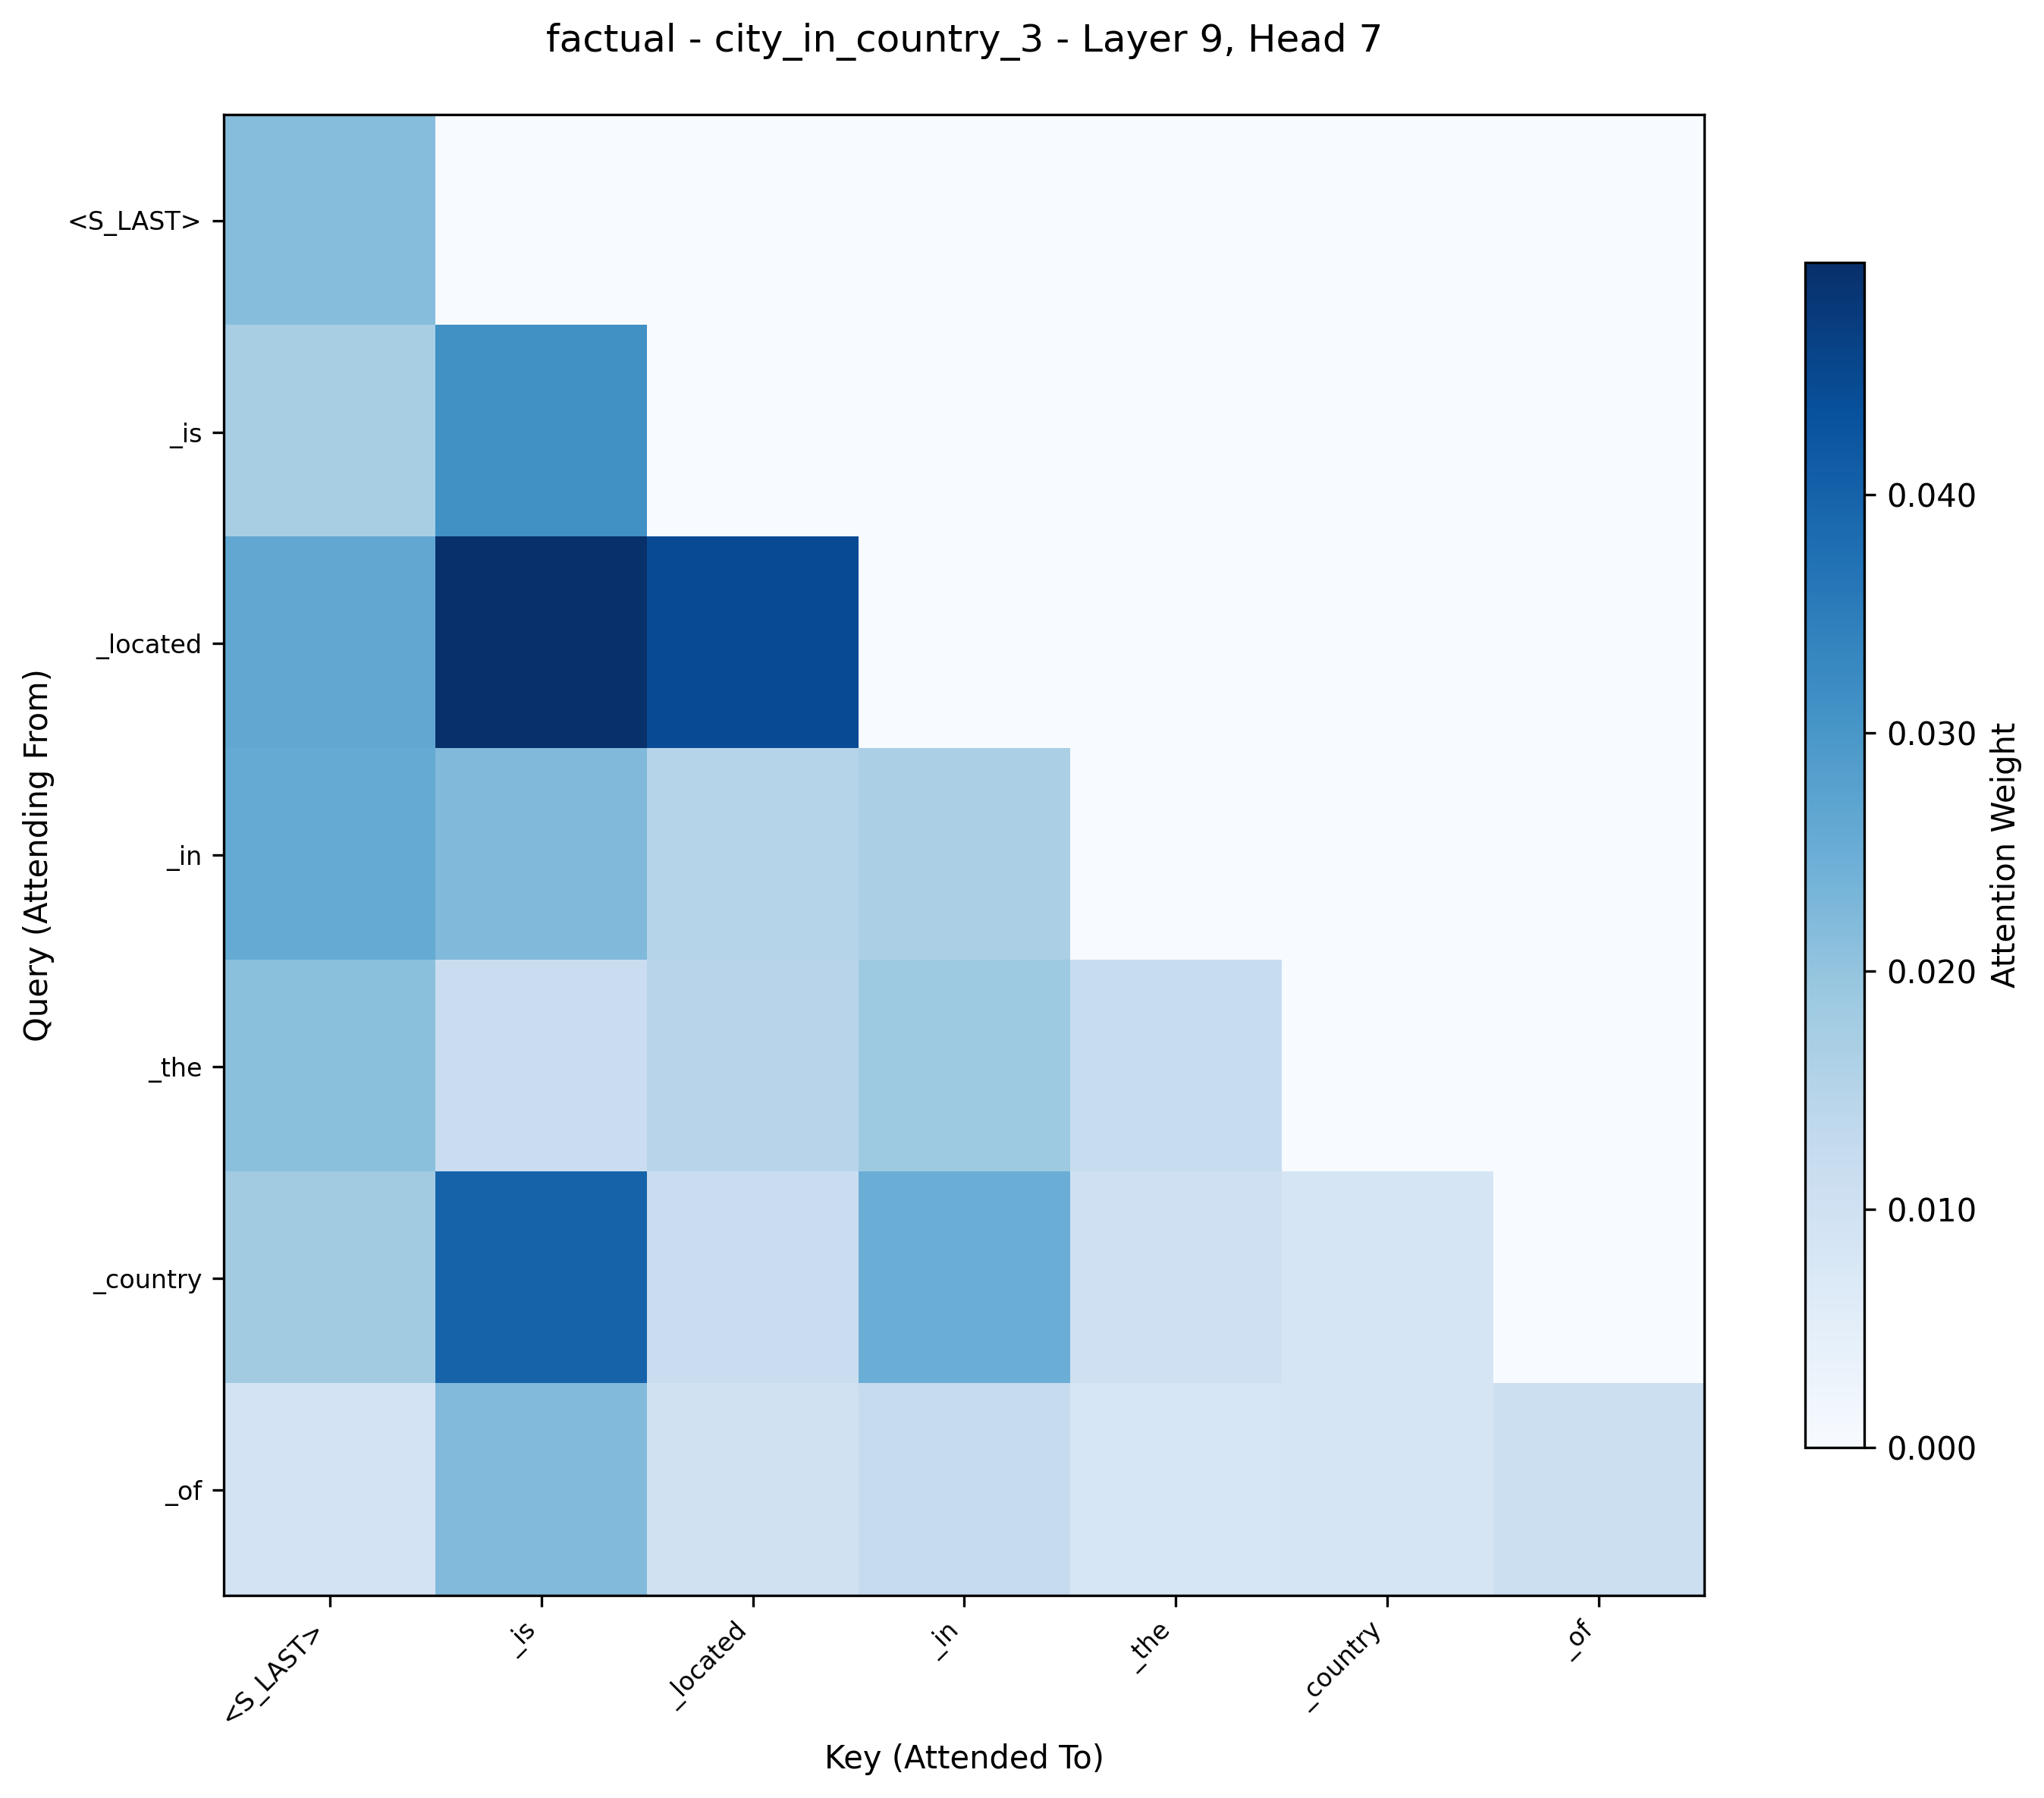 factual - city_in_country_3 - Layer 9, Head 7
Query (Attending From)
<S_LAST>
_is
_located
_in
_the
_country
_of
<S_LAST>
_is
_located
_in
_the
_country
_of
Key (Attended To)
0.040
0.030
0.020
0.010
0.000
Attention Weight